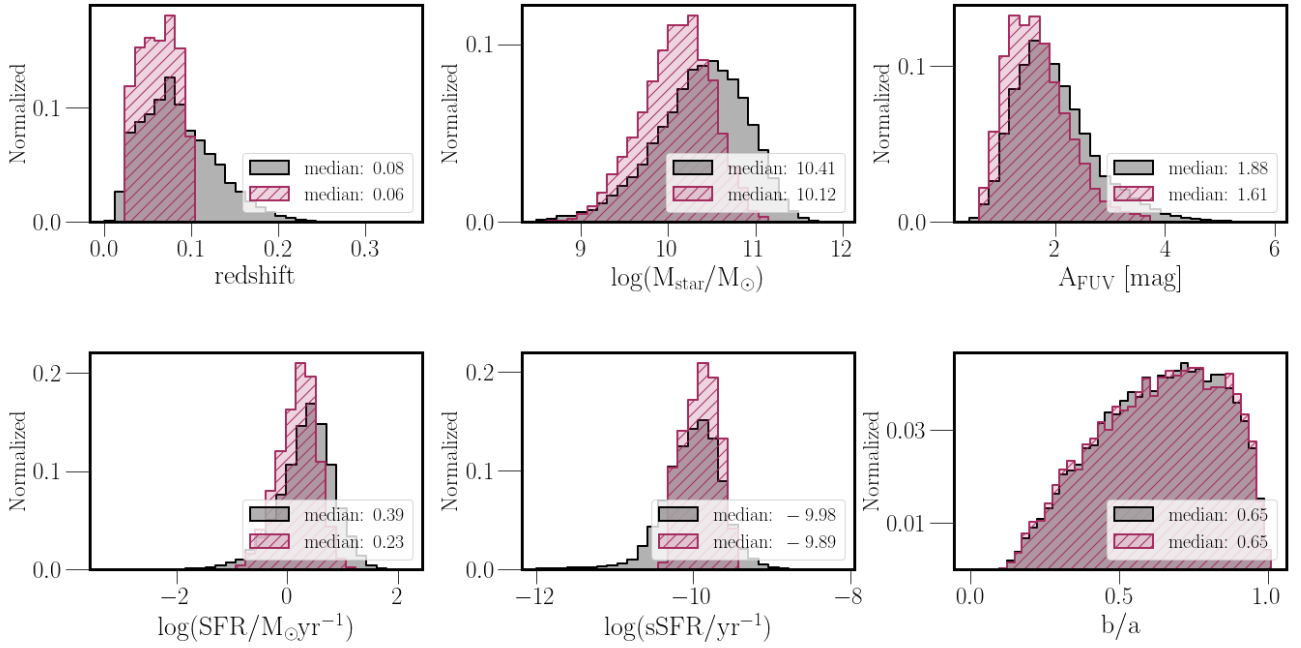 Normalized
0.1
0.0
median: 0.08
median: 0.06
0.0 0.1 0.2 0.3
redshift
Normalized
0.1
0.0
median: 10.41
median: 10.12
9 10 11 12
log(M_star/M_⊙)
Normalized
0.1
0.0
median: 1.88
median: 1.61
2 4 6
A_FUV [mag]
Normalized
0.2
0.1
0.0
median: 0.39
median: 0.23
−2 0 2
log(SFR/M_⊙yr⁻¹)
Normalized
0.2
0.1
0.0
median: −9.98
median: −9.89
−12 −10 −8
log(sSFR/yr⁻¹)
Normalized
0.03
0.01
median: 0.65
median: 0.65
0.0 0.5 1.0
b/a